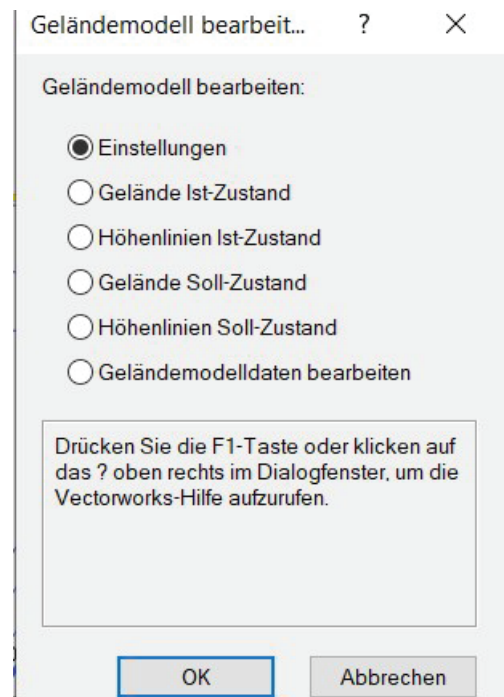 Geländemodell bearbeit... ?
Geländemodell bearbeiten:
Einstellungen
Gelände Ist-Zustand
Höhenlinien Ist-Zustand
Gelände Soll-Zustand
Höhenlinien Soll-Zustand
Geländemodelldaten bearbeiten
Drücken Sie die F1-Taste oder klicken auf
das ? oben rechts im Dialogfenster, um die
Vectorworks-Hilfe aufzurufen.
OK Abbrechen